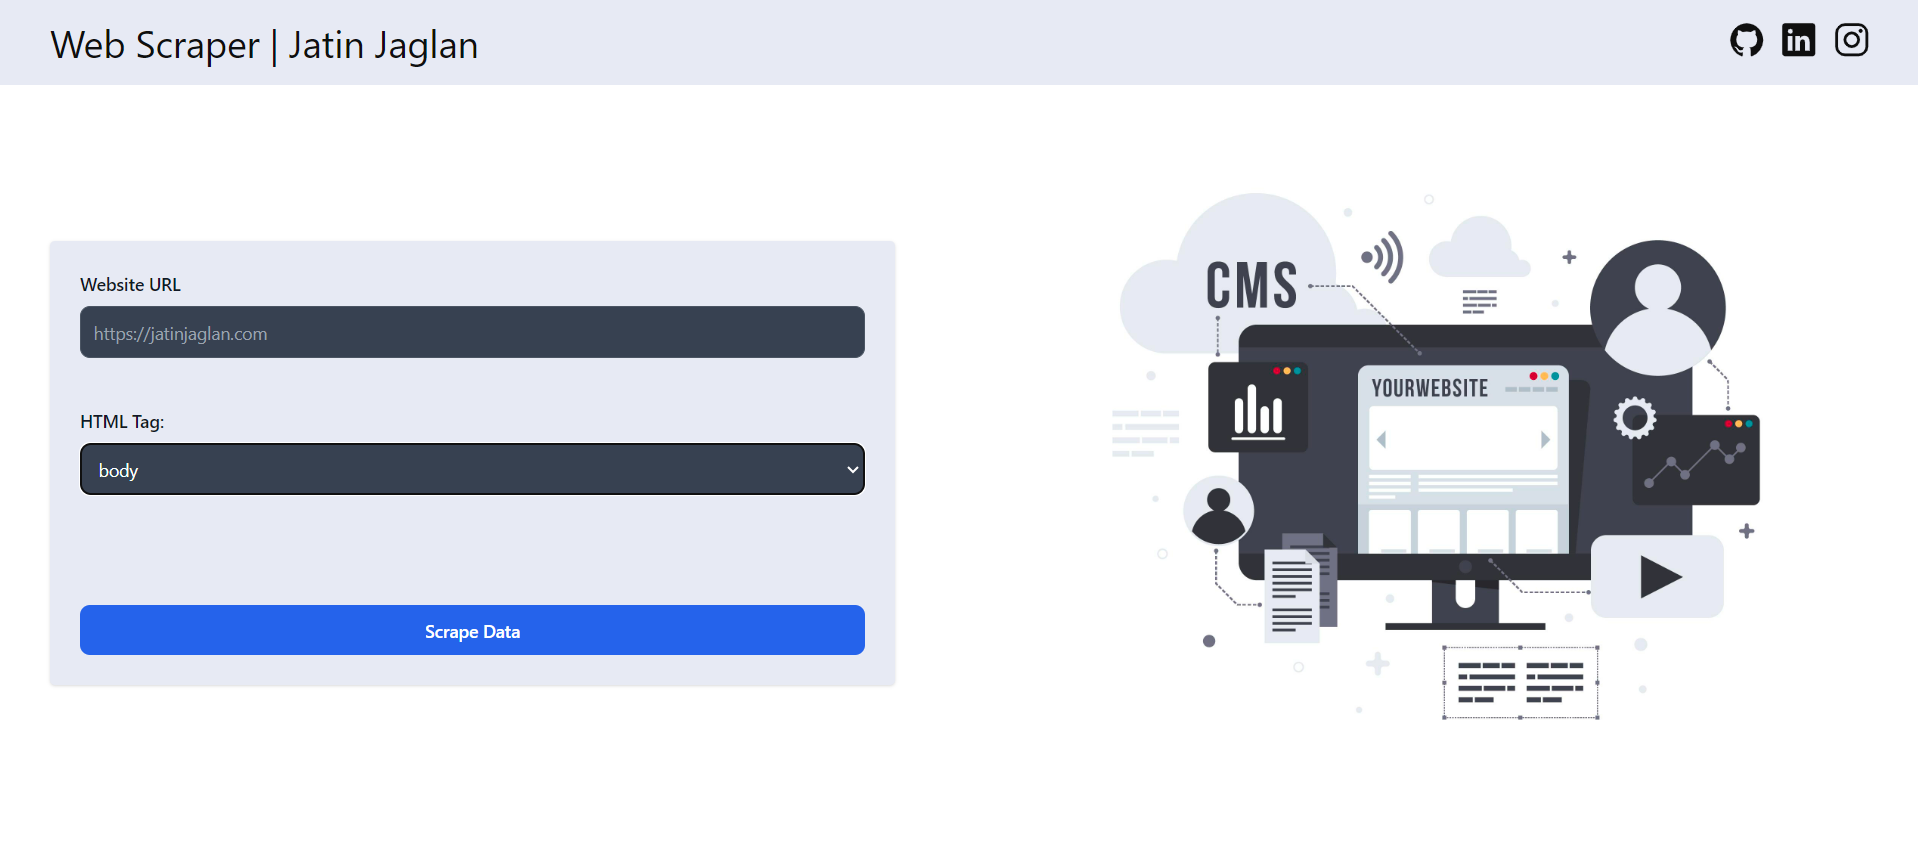 Web Scraper | Jatin Jaglan
Website URL
https://jatinjaglan.com
HTML Tag:
body
Scrape Data
CMS
YOURWEBSITE